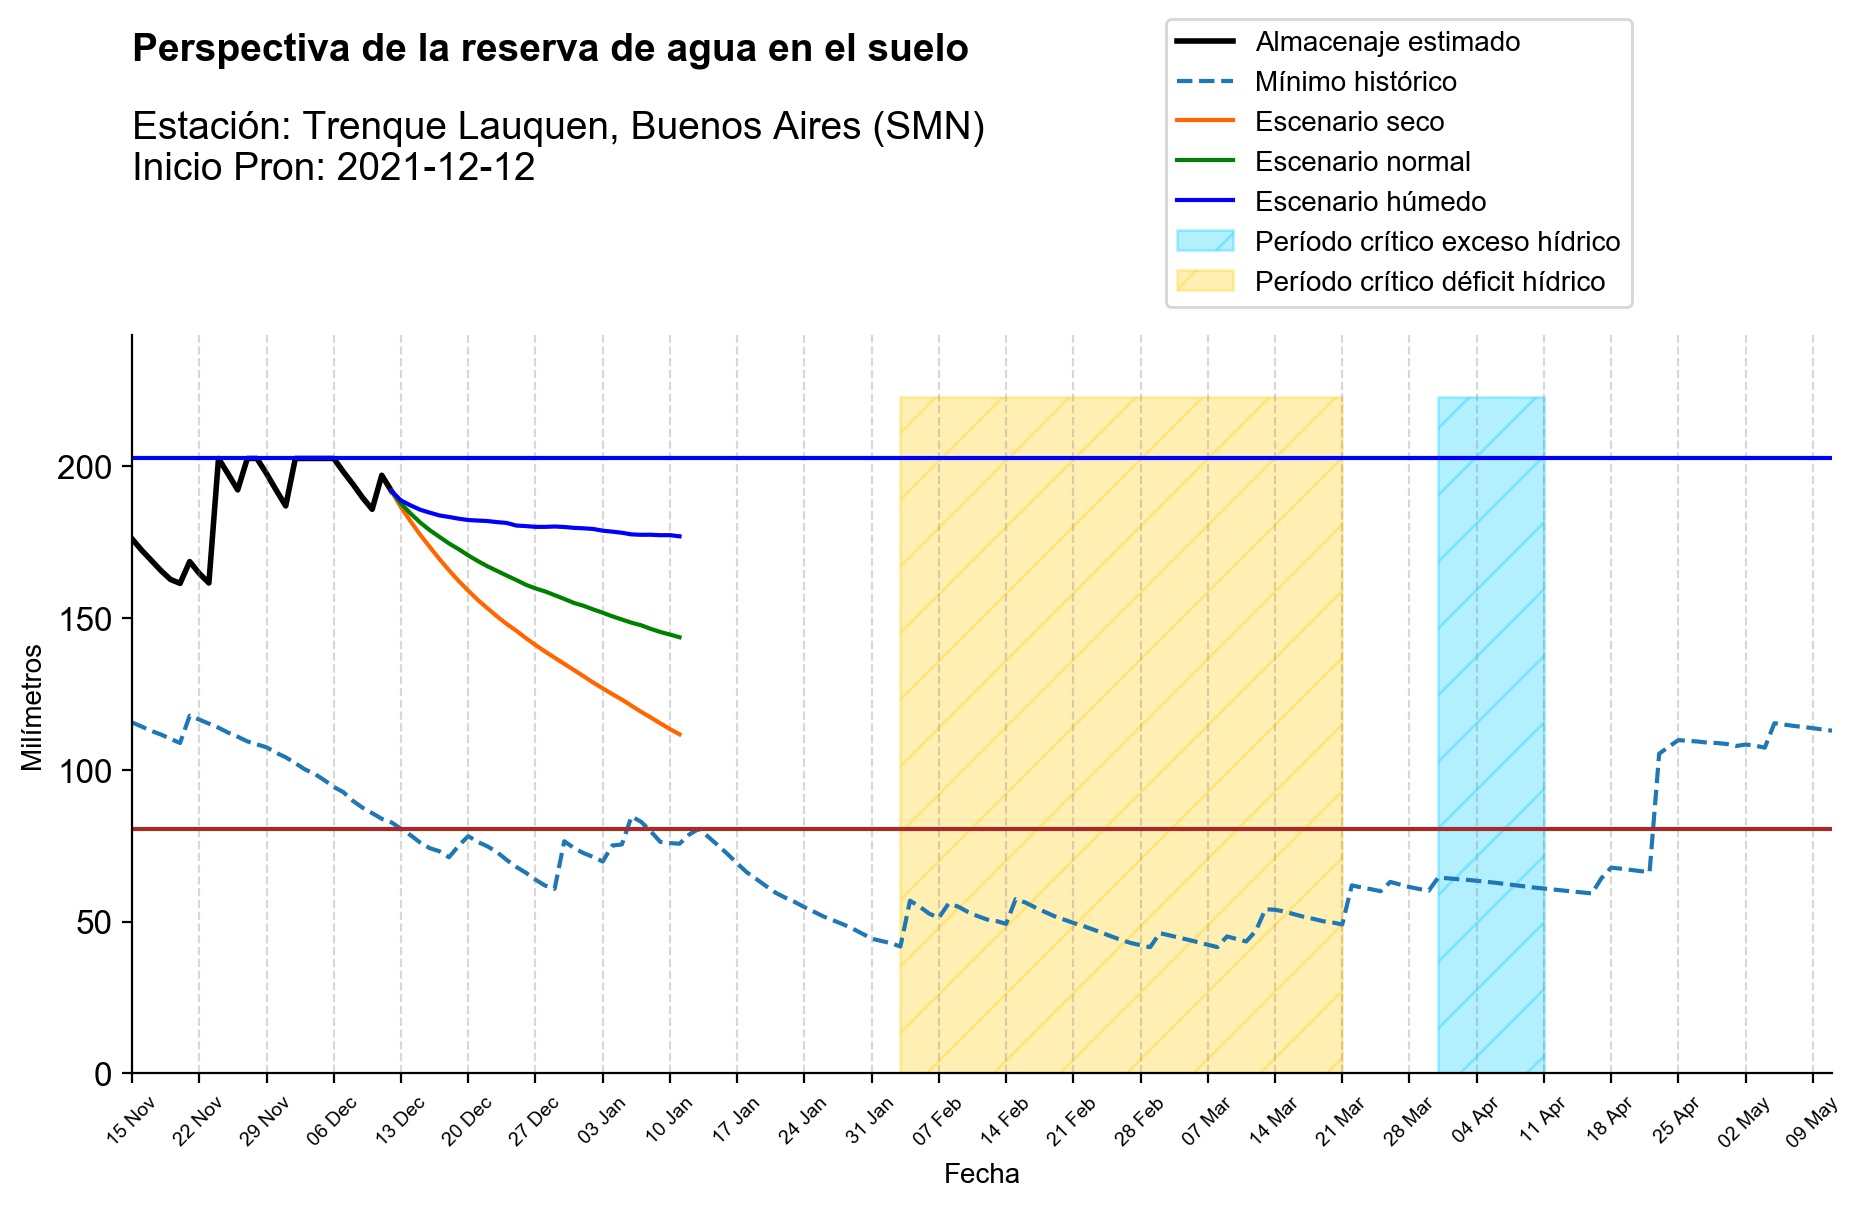 Perspectiva de la reserva de agua en el suelo
Estación: Trenque Lauquen, Buenos Aires (SMN)
Inicio Pron: 2021-12-12
Almacenaje estimado
Mínimo histórico
Escenario seco
Escenario normal
Escenario húmedo
Período crítico exceso hídrico
Período crítico déficit hídrico
Milímetros
200
150
100
50
0
15 Nov
22 Nov
29 Nov
06 Dec
13 Dec
20 Dec
27 Dec
03 Jan
10 Jan
17 Jan
24 Jan
31 Jan
07 Feb
14 Feb
21 Feb
28 Feb
07 Mar
14 Mar
21 Mar
28 Mar
04 Apr
11 Apr
18 Apr
25 Apr
02 May
09 May
Fecha